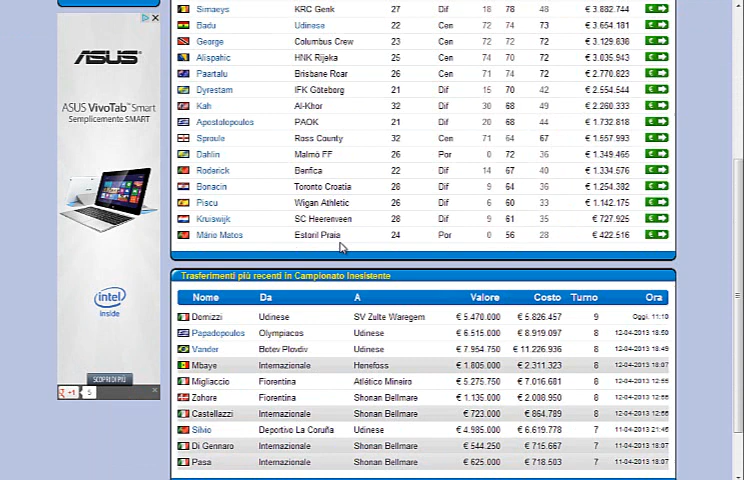 Simaeys KRC Genk 27 Dif 18 78 48 € 3.882.744
Badu Udinese 22 Cen 72 74 73 € 3.654.181
George Columbus Crew 23 Cen 72 72 72 € 3.129.836
Alispahic HNK Rijeka 25 Cen 74 70 72 € 3.035.943
Paartalu Brisbane Roar 26 Cen 71 74 72 € 2.770.823
Dyrestam IFK Göteborg 21 Dif 15 70 42 € 2.554.544
Kah Al-Khor 32 Dif 30 68 49 € 2.260.333
Apostolopoulos PAOK 21 Dif 20 68 44 € 1.732.818
Sproule Ross County 32 Cen 71 64 67 € 1.557.993
Dahlin Malmö FF 26 Por 0 72 36 € 1.349.465
Roderick Benfica 22 Dif 14 67 40 € 1.334.576
Bonacin Toronto Croatia 28 Dif 9 64 36 € 1.254.382
Piscu Wigan Athletic 26 Dif 6 60 33 € 1.142.175
Kruiswijk SC Heerenveen 28 Dif 9 61 35 € 727.925
Mário Matos Estoril Praia 24 Por 0 56 28 € 422.516
ASUS
ASUS VivoTab™ Smart
Semplicemente SMART
intel
inside
SCOPRI DI PIÙ
+1 5
Trasferimenti più recenti in Campionato Inesistente
Nome Da A Valore Costo Turno Ora
Domizzi Udinese SV Zulte Waregem € 5.470.000 € 5.826.457 9 Oggi, 11:10
Papadopoulos Olympiacos Udinese € 6.515.000 € 8.919.097 8 12-04-2013 18:50
Vander Botev Plovdiv Udinese € 7.954.750 € 11.226.936 8 12-04-2013 18:49
Mbaye Internazionale Hønefoss € 1.805.000 € 2.311.323 8 12-04-2013 18:07
Migliaccio Fiorentina Atlético Mineiro € 5.275.750 € 7.016.681 8 12-04-2013 12:55
Zohore Fiorentina Shonan Bellmare € 1.135.000 € 2.088.950 8 12-04-2013 12:55
Castellazzi Internazionale Shonan Bellmare € 723.000 € 864.789 8 12-04-2013 12:55
Silvio Deportivo La Coruña Udinese € 4.985.000 € 6.619.778 7 11-04-2013 21:45
Di Gennaro Internazionale Shonan Bellmare € 544.250 € 715.667 7 11-04-2013 18:07
Pasa Internazionale Shonan Bellmare € 625.000 € 718.503 7 11-04-2013 18:07